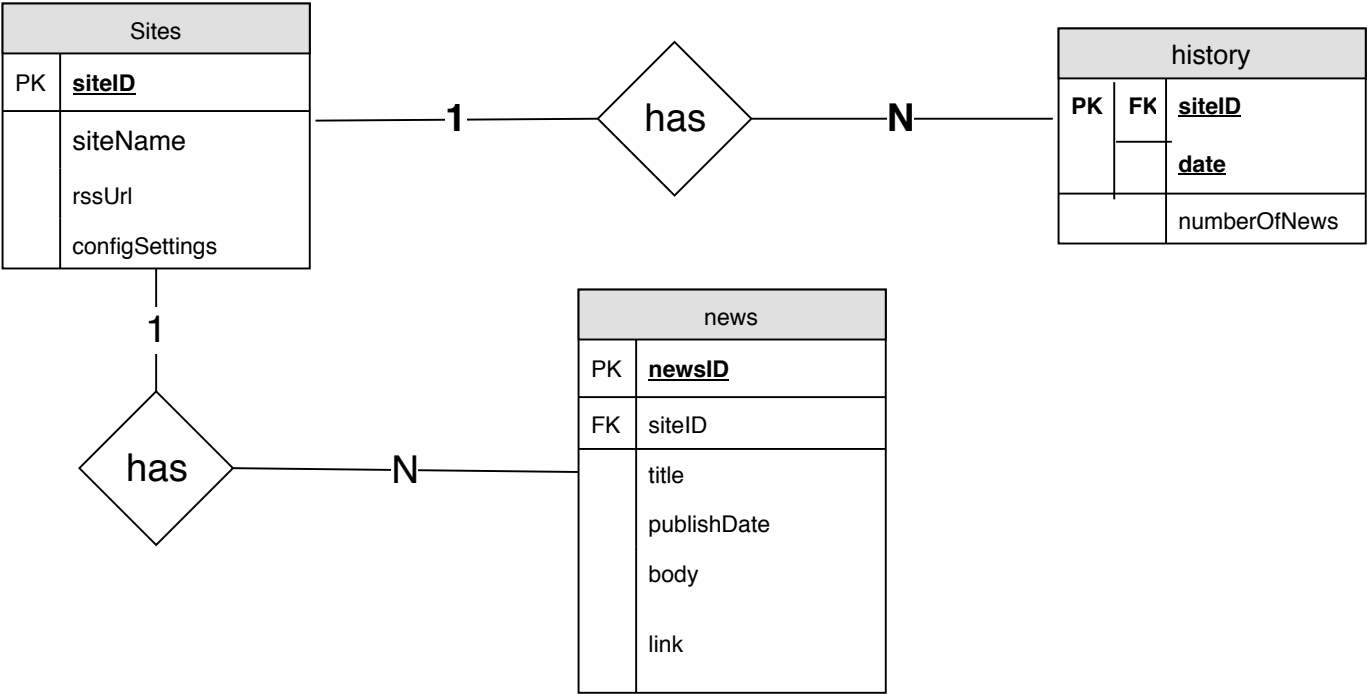 Sites
PK siteID
siteName
rssUrl
configSettings
1
has
N
history
PK FK siteID
date
numberOfNews
1
has
N
news
PK newsID
FK siteID
title
publishDate
body
link